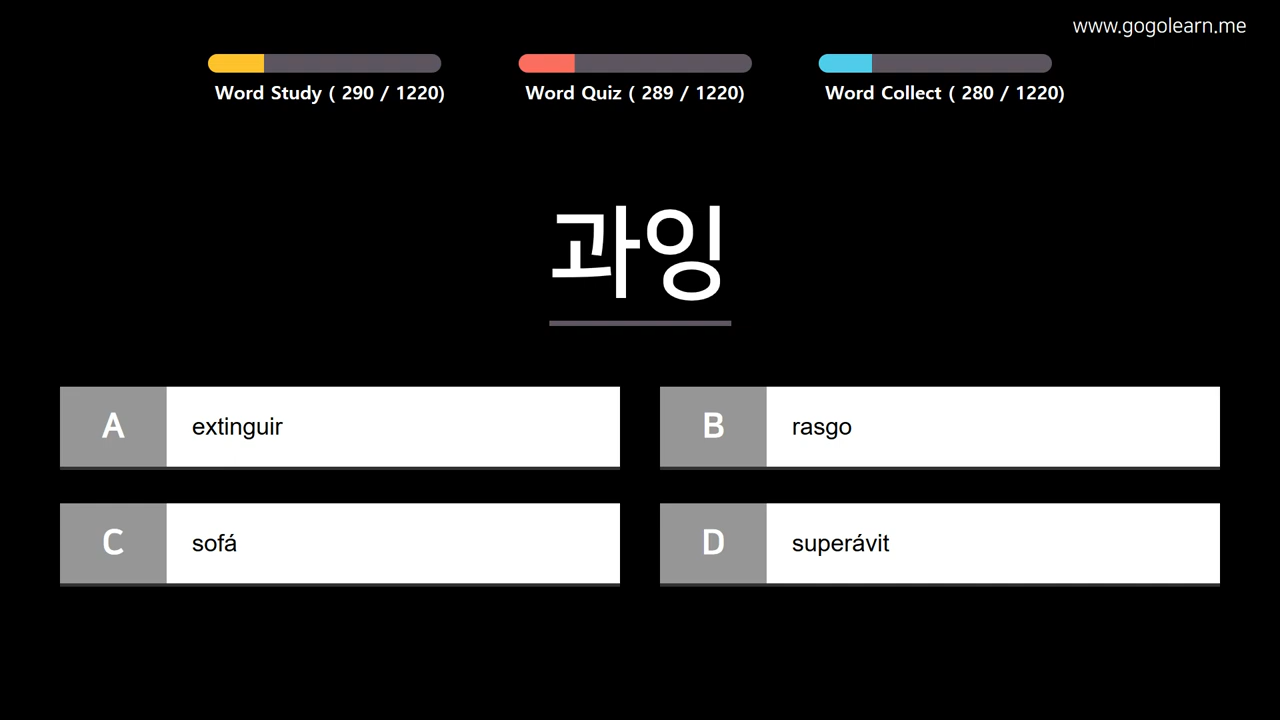 www.gogolearn.me
Word Study ( 290 / 1220)
Word Quiz ( 289 / 1220)
Word Collect ( 280 / 1220)
과잉
A extinguir
B rasgo
C sofá
D superávit